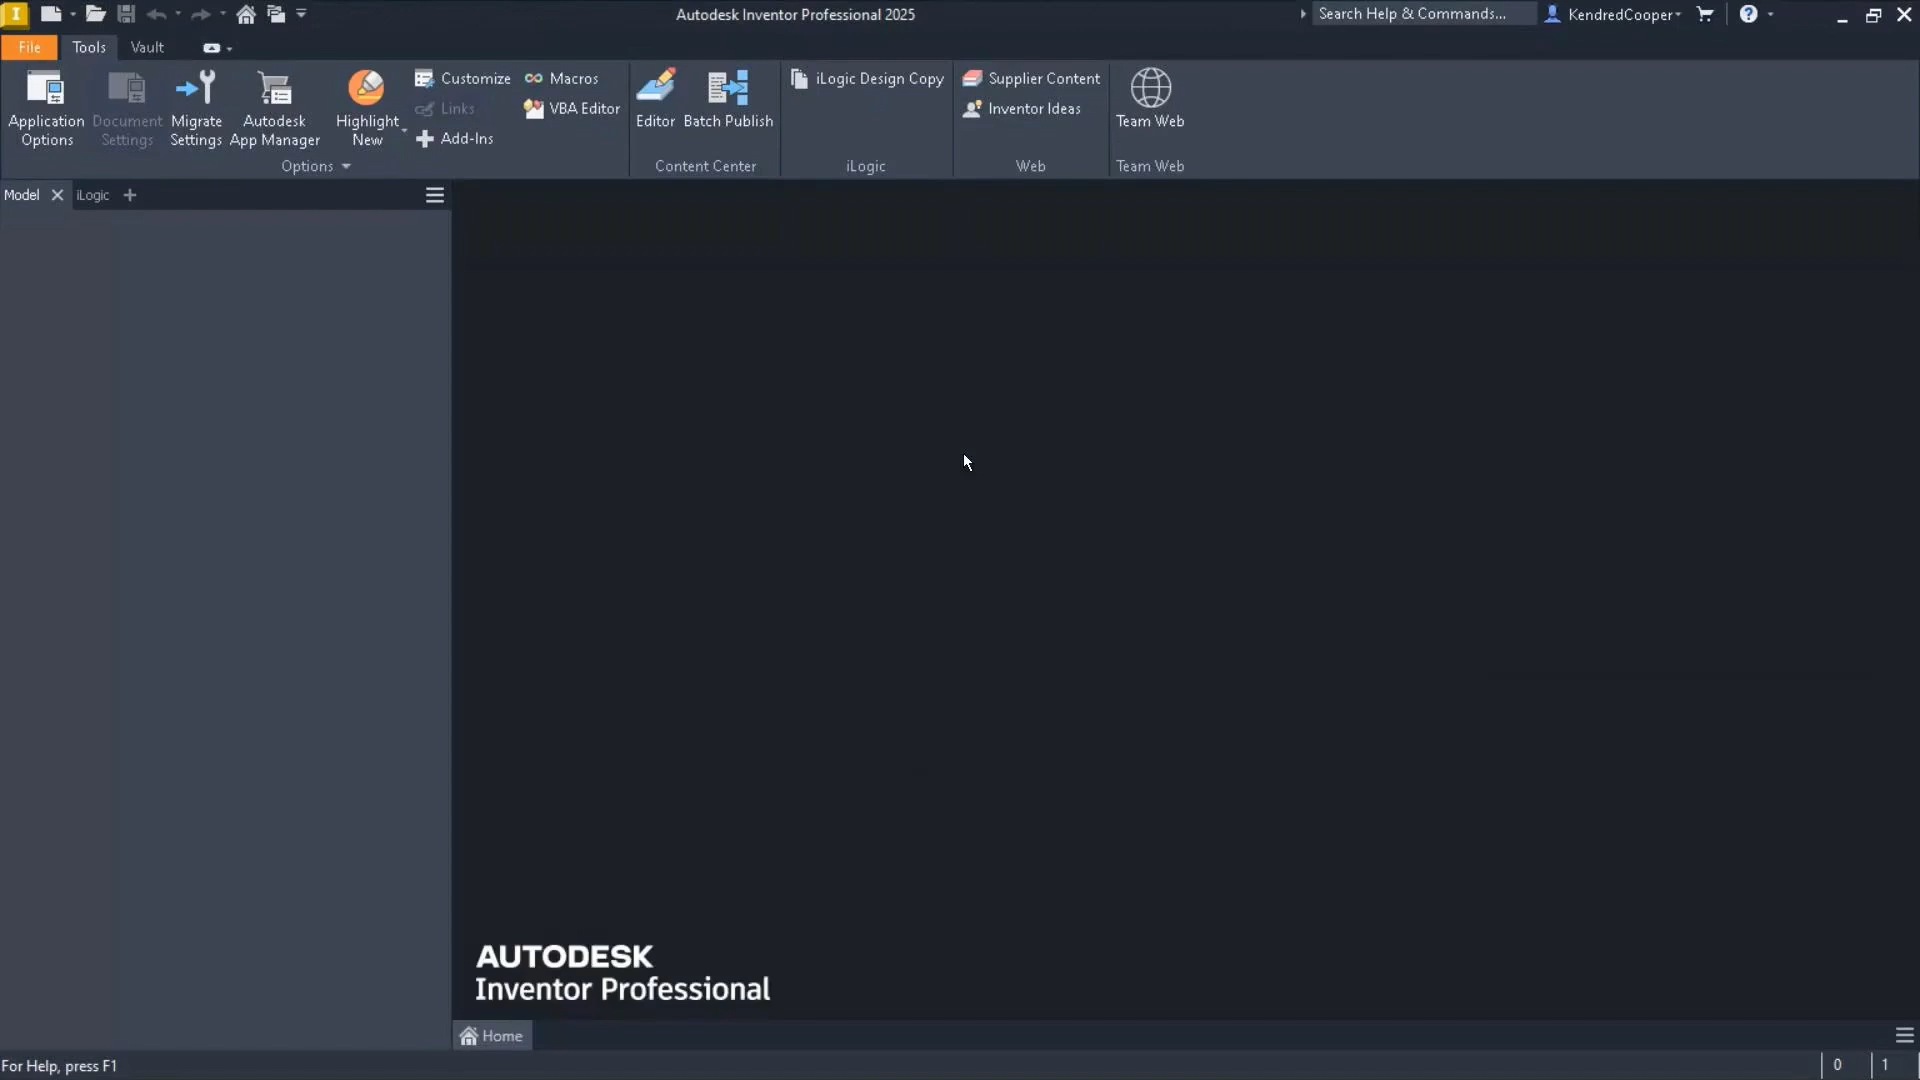 Autodesk Inventor Professional 2025
Search Help & Commands...
KendredCooper
File
Tools
Vault
Application Options
Document Settings
Migrate Settings
Autodesk App Manager
Highlight New
Customize
Links
Add-Ins
Macros
VBA Editor
Options
Editor
Batch Publish
Content Center
iLogic Design Copy
iLogic
Supplier Content
Inventor Ideas
Web
Team Web
Team Web
Model
iLogic
AUTODESK
Inventor Professional
Home
For Help, press F1
0
1